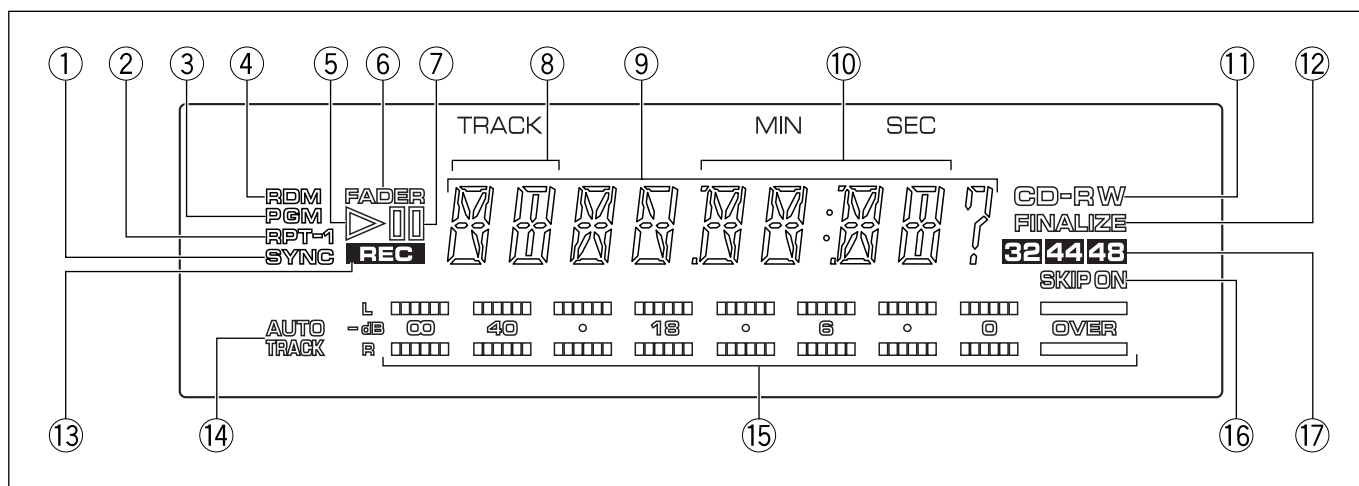 ① ② ③ ④ ⑤ ⑥ ⑦ ⑧ ⑨ ⑩ ⑪ ⑫
TRACK MIN SEC
RDM FADER CD-RW
PGM FINALIZE
RPT-1
SYNC REC 32 44 48
SKIP ON
L
AUTO -dB ∞ 40 • 18 • 6 • 0 OVER
TRACK R
⑬ ⑭ ⑮ ⑯ ⑰